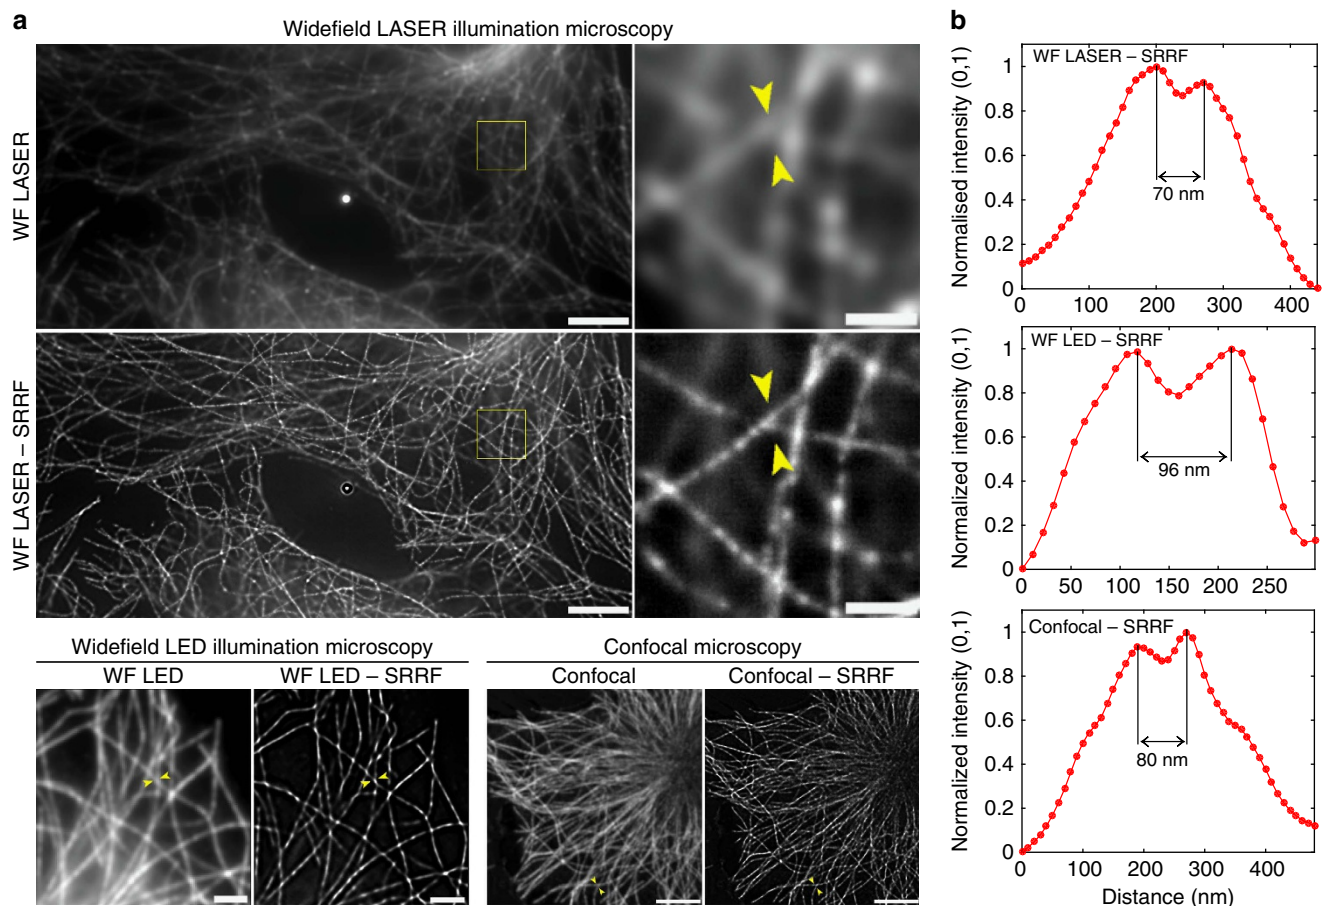 a
Widefield LASER illumination microscopy
WF LASER
WF LASER – SRRF
Widefield LED illumination microscopy
WF LED
WF LED – SRRF
Confocal microscopy
Confocal
Confocal – SRRF
b
WF LASER – SRRF
Normalised intensity (0,1)
1
0.8
0.6
0.4
0.2
0
70 nm
0 100 200 300 400
WF LED – SRRF
Normalized intensity (0,1)
1
0.8
0.6
0.4
0.2
0
96 nm
0 50 100 150 200 250
Confocal – SRRF
Normalized intensity (0,1)
1
0.8
0.6
0.4
0.2
0
80 nm
0 100 200 300 400
Distance (nm)